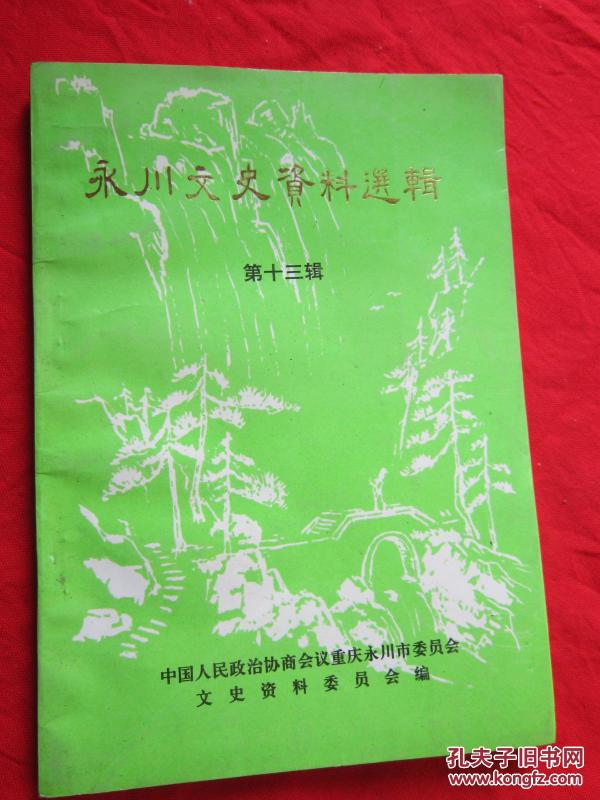 永川文史資料選輯
第十三辑
中国人民政治协商会议重庆永川市委员会
文史资料委员会编
孔夫子旧书网
www.kongfz.com